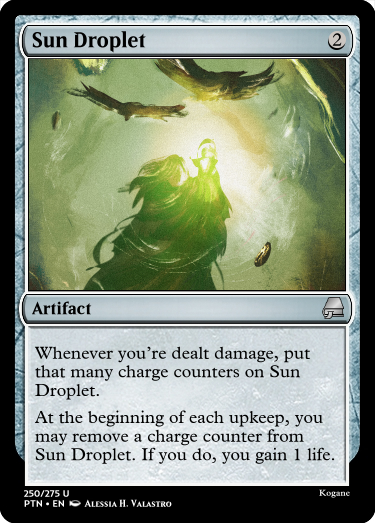 Sun Droplet
2
Artifact
Whenever you're dealt damage, put
that many charge counters on Sun
Droplet.
At the beginning of each upkeep, you
may remove a charge counter from
Sun Droplet. If you do, you gain 1 life.
250/275 U
Kogane
PTN • EN Alessia H. Valastro